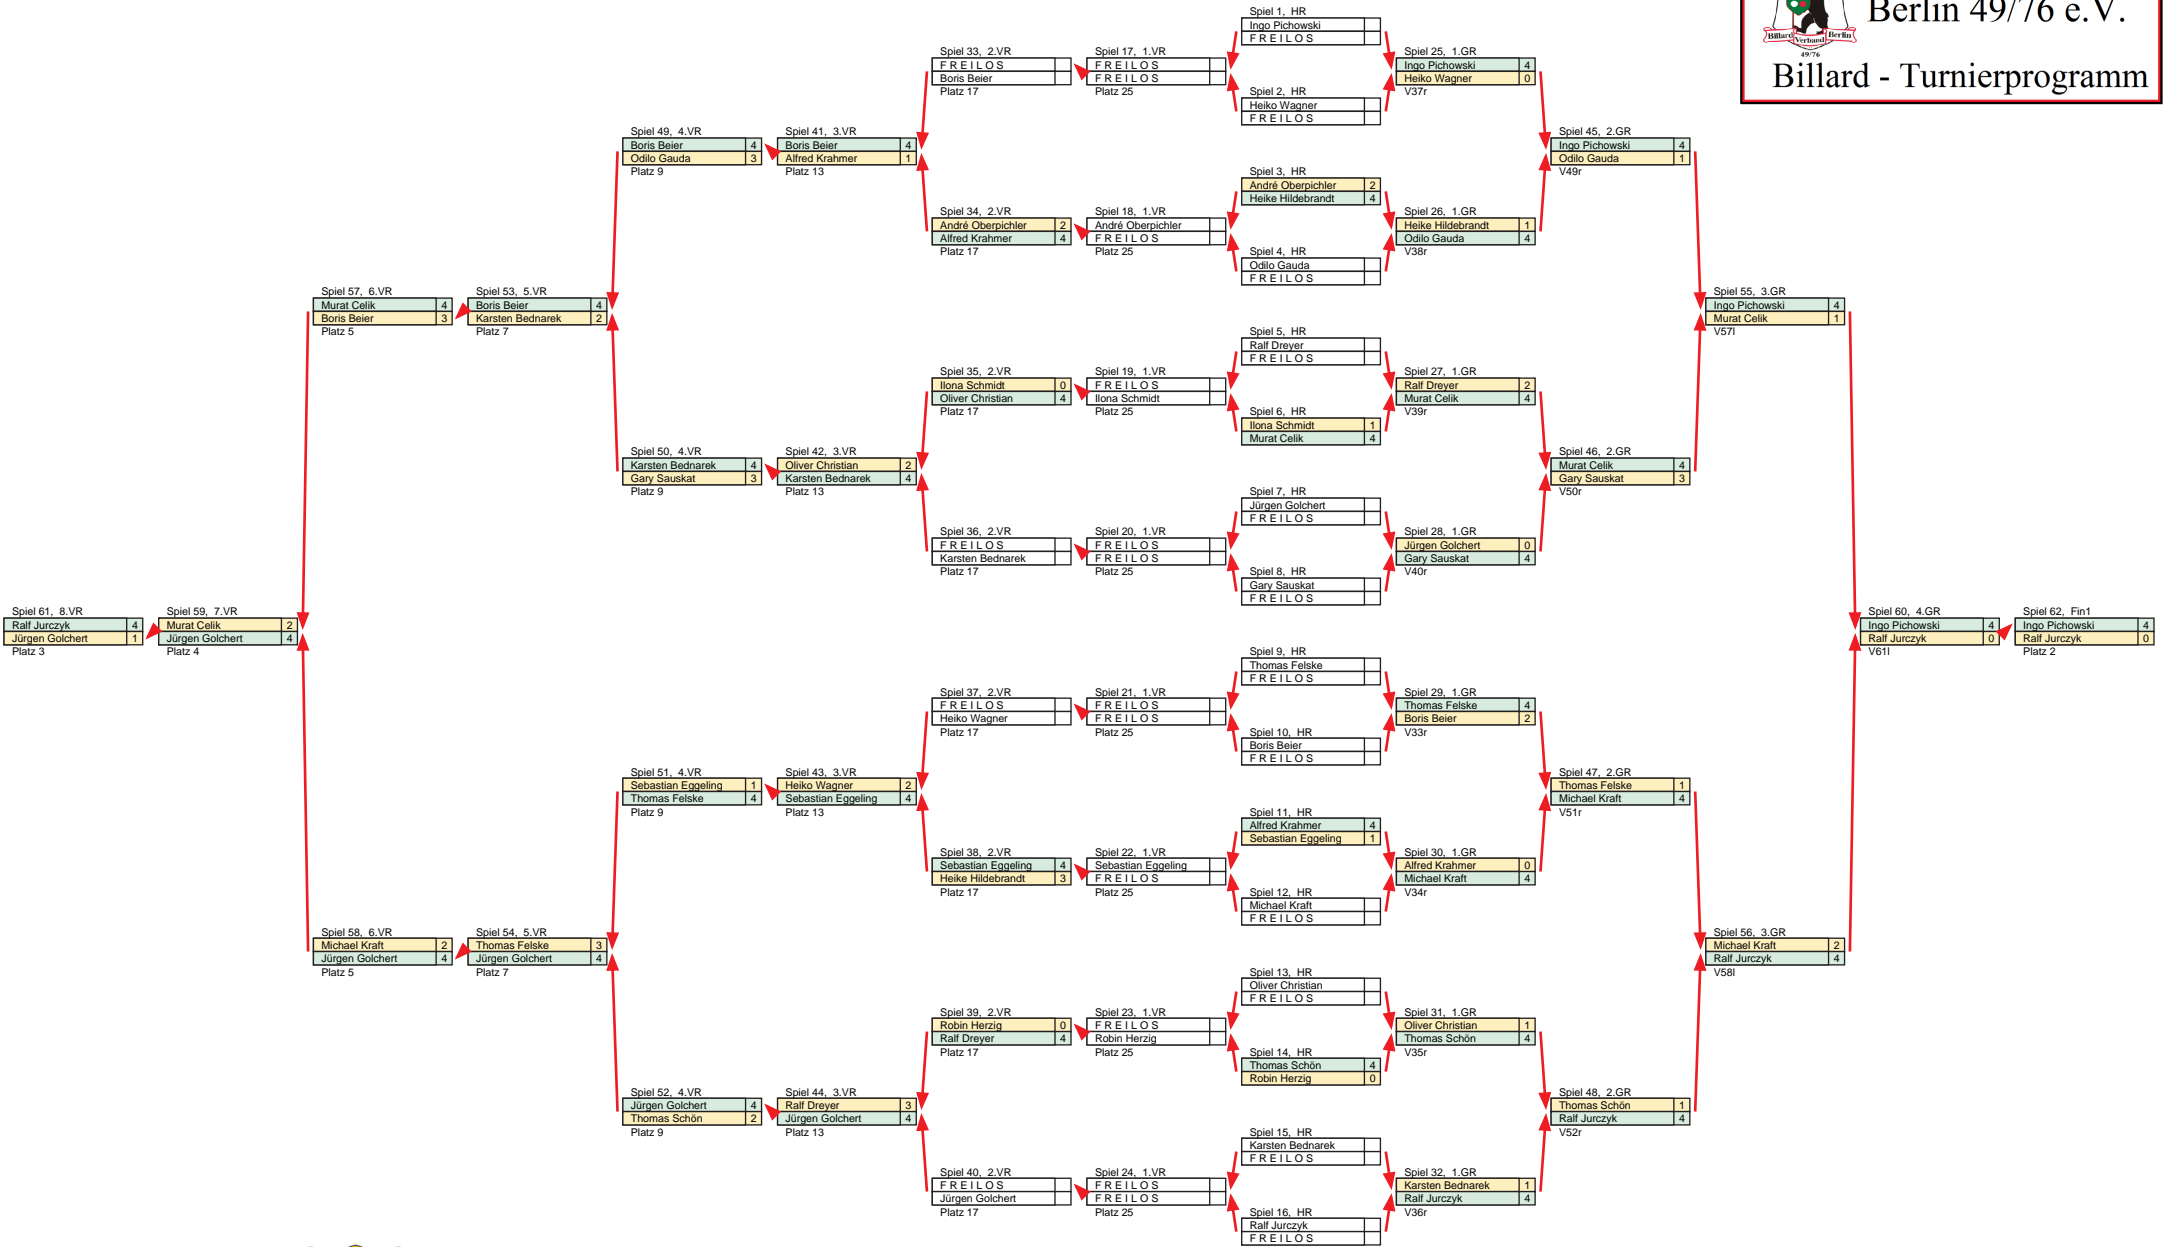 Berlin 49/76 e.V.
Billard Verband Berlin
49/76
Billard - Turnierprogramm
Spiel 61, 8.VR
Ralf Jurczyk 4
Jürgen Golchert 1
Platz 3
Spiel 59, 7.VR
Murat Celik 2
Jürgen Golchert 4
Platz 4
Spiel 57, 6.VR
Murat Celik 4
Boris Beier 3
Platz 5
Spiel 58, 6.VR
Michael Kraft 2
Jürgen Golchert 4
Platz 5
Spiel 53, 5.VR
Boris Beier 4
Karsten Bednarek 2
Platz 7
Spiel 54, 5.VR
Thomas Felske 3
Jürgen Golchert 4
Platz 7
Spiel 49, 4.VR
Boris Beier 4
Odilo Gauda 3
Platz 9
Spiel 50, 4.VR
Karsten Bednarek 4
Gary Sauskat 3
Platz 9
Spiel 51, 4.VR
Sebastian Eggeling 1
Thomas Felske 4
Platz 9
Spiel 52, 4.VR
Jürgen Golchert 4
Thomas Schön 2
Platz 9
Spiel 41, 3.VR
Boris Beier 4
Alfred Krahmer 1
Platz 13
Spiel 42, 3.VR
Oliver Christian 2
Karsten Bednarek 4
Platz 13
Spiel 43, 3.VR
Heiko Wagner 2
Sebastian Eggeling 4
Platz 13
Spiel 44, 3.VR
Ralf Dreyer 3
Jürgen Golchert 4
Platz 13
Spiel 33, 2.VR
F R E I L O S
Boris Beier
Platz 17
Spiel 34, 2.VR
André Oberpichler 2
Alfred Krahmer 4
Platz 17
Spiel 35, 2.VR
Ilona Schmidt 0
Oliver Christian 4
Platz 17
Spiel 36, 2.VR
F R E I L O S
Karsten Bednarek
Platz 17
Spiel 37, 2.VR
F R E I L O S
Heiko Wagner
Platz 17
Spiel 38, 2.VR
Sebastian Eggeling 4
Heike Hildebrandt 3
Platz 17
Spiel 39, 2.VR
Robin Herzig 0
Ralf Dreyer 4
Platz 17
Spiel 40, 2.VR
F R E I L O S
Jürgen Golchert
Platz 17
Spiel 17, 1.VR
F R E I L O S
F R E I L O S
Platz 25
Spiel 18, 1.VR
André Oberpichler
F R E I L O S
Platz 25
Spiel 19, 1.VR
F R E I L O S
Ilona Schmidt
Platz 25
Spiel 20, 1.VR
F R E I L O S
F R E I L O S
Platz 25
Spiel 21, 1.VR
F R E I L O S
F R E I L O S
Platz 25
Spiel 22, 1.VR
Sebastian Eggeling
F R E I L O S
Platz 25
Spiel 23, 1.VR
F R E I L O S
Robin Herzig
Platz 25
Spiel 24, 1.VR
F R E I L O S
F R E I L O S
Platz 25
Spiel 1, HR
Ingo Pichowski
F R E I L O S
Spiel 2, HR
Heiko Wagner
F R E I L O S
Spiel 3, HR
André Oberpichler 2
Heike Hildebrandt 4
Spiel 4, HR
Odilo Gauda
F R E I L O S
Spiel 5, HR
Ralf Dreyer
F R E I L O S
Spiel 6, HR
Ilona Schmidt 1
Murat Celik 4
Spiel 7, HR
Jürgen Golchert
F R E I L O S
Spiel 8, HR
Gary Sauskat
F R E I L O S
Spiel 9, HR
Thomas Felske
F R E I L O S
Spiel 10, HR
Boris Beier
F R E I L O S
Spiel 11, HR
Alfred Krahmer 4
Sebastian Eggeling 1
Spiel 12, HR
Michael Kraft
F R E I L O S
Spiel 13, HR
Oliver Christian
F R E I L O S
Spiel 14, HR
Thomas Schön 4
Robin Herzig 0
Spiel 15, HR
Karsten Bednarek
F R E I L O S
Spiel 16, HR
Ralf Jurczyk
F R E I L O S
Spiel 25, 1.GR
Ingo Pichowski 4
Heiko Wagner 0
V37r
Spiel 26, 1.GR
Heike Hildebrandt 1
Odilo Gauda 4
V38r
Spiel 27, 1.GR
Ralf Dreyer 2
Murat Celik 4
V39r
Spiel 28, 1.GR
Jürgen Golchert 0
Gary Sauskat 4
V40r
Spiel 29, 1.GR
Thomas Felske 4
Boris Beier 2
V33r
Spiel 30, 1.GR
Alfred Krahmer 0
Michael Kraft 4
V34r
Spiel 31, 1.GR
Oliver Christian 1
Thomas Schön 4
V35r
Spiel 32, 1.GR
Karsten Bednarek 1
Ralf Jurczyk 4
V36r
Spiel 45, 2.GR
Ingo Pichowski 4
Odilo Gauda 1
V49r
Spiel 46, 2.GR
Murat Celik 4
Gary Sauskat 3
V50r
Spiel 47, 2.GR
Thomas Felske 1
Michael Kraft 4
V51r
Spiel 48, 2.GR
Thomas Schön 1
Ralf Jurczyk 4
V52r
Spiel 55, 3.GR
Ingo Pichowski 4
Murat Celik 1
V57l
Spiel 56, 3.GR
Michael Kraft 2
Ralf Jurczyk 4
V58l
Spiel 60, 4.GR
Ingo Pichowski 4
Ralf Jurczyk 0
V61l
Spiel 62, Fin1
Ingo Pichowski 4
Ralf Jurczyk 0
Platz 2